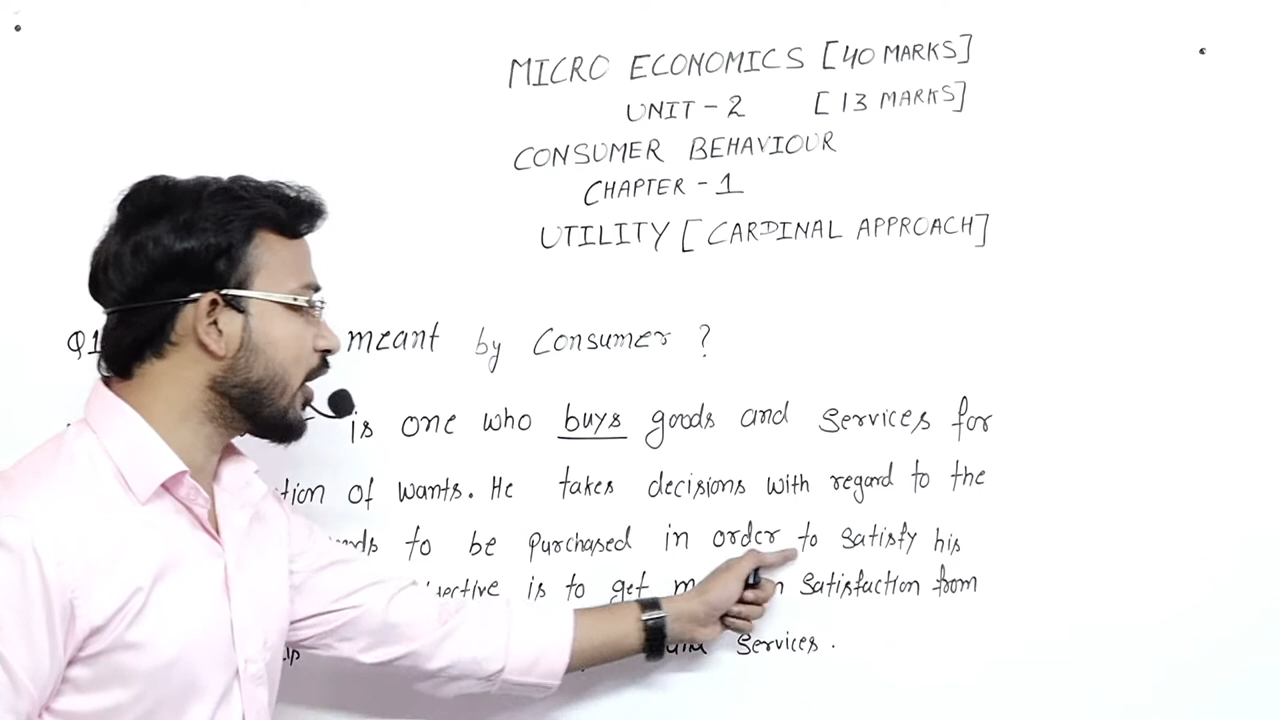 MICRO ECONOMICS [40 MARKS]
UNIT - 2 [13 MARKS]
CONSUMER BEHAVIOUR
CHAPTER - 1
UTILITY [CARDINAL APPROACH]
Q1 meant by Consumer ?
is one who buys goods and services for
of wants. He takes decisions with regard to the
to be purchased in order to satisfy his
is to get satisfaction from
services.